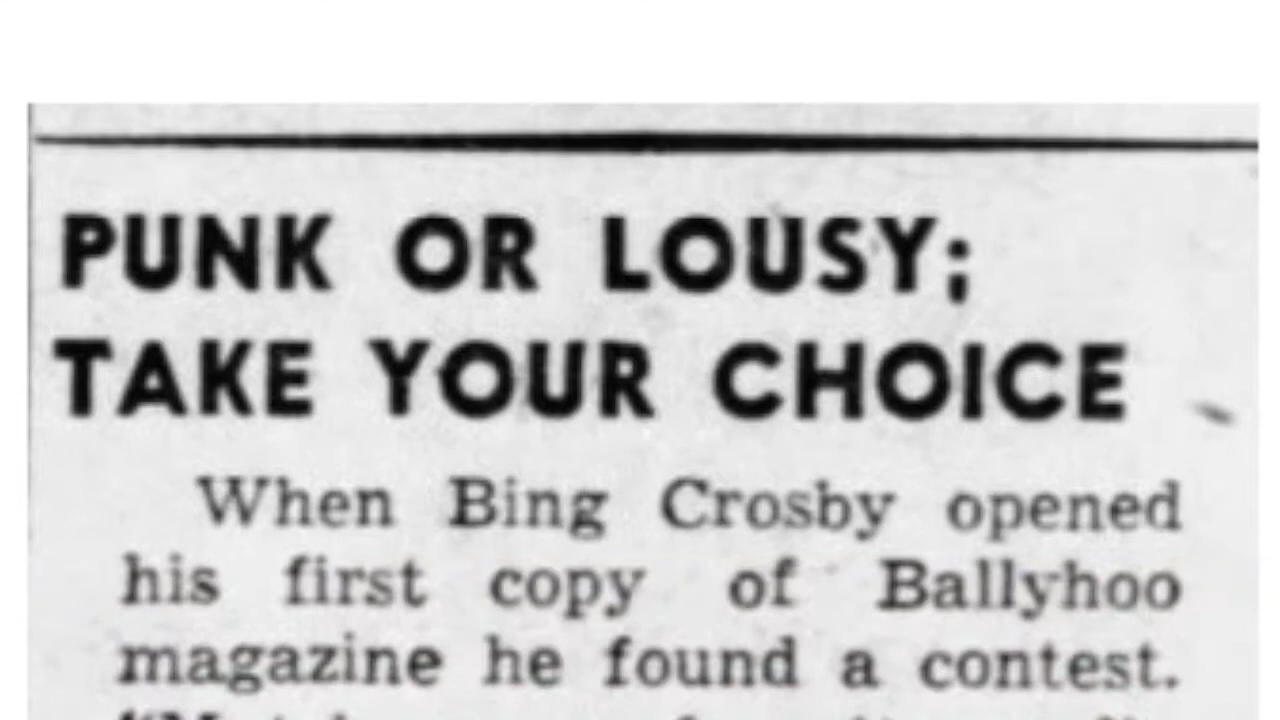 PUNK OR LOUSY;
TAKE YOUR CHOICE
When Bing Crosby opened
his first copy of Ballyhoo
magazine he found a contest.